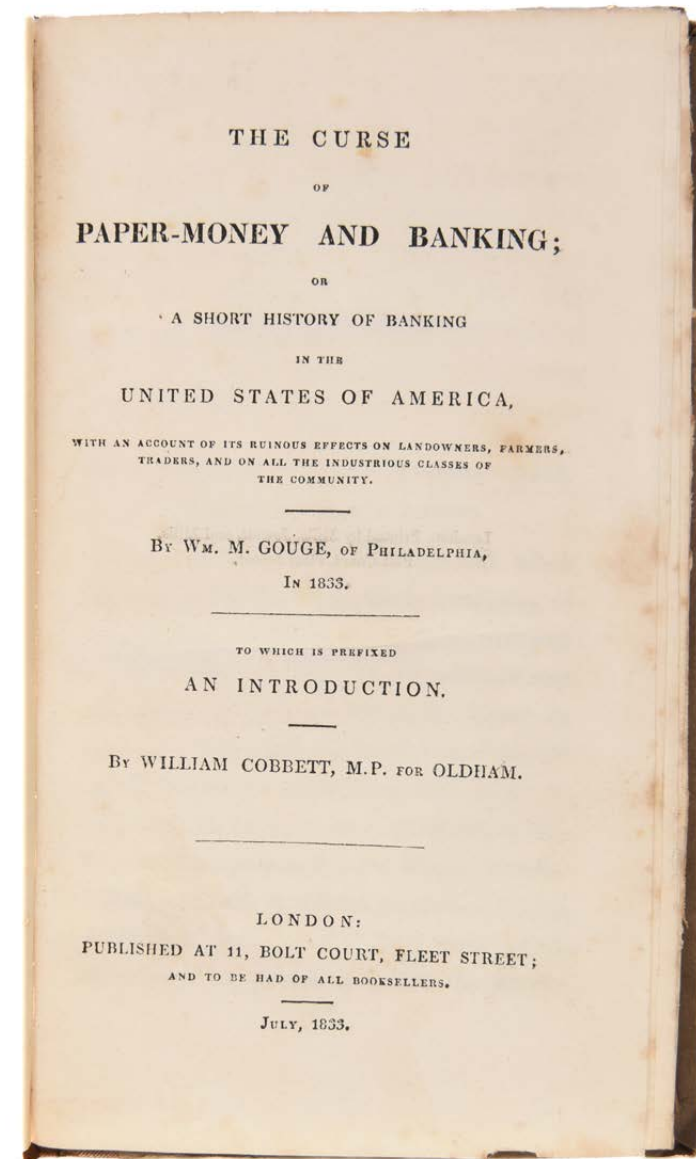 THE CURSE
OF
PAPER-MONEY AND BANKING;
OR
A SHORT HISTORY OF BANKING
IN THE
UNITED STATES OF AMERICA,
WITH AN ACCOUNT OF ITS RUINOUS EFFECTS ON LANDOWNERS, FARMERS,
TRADERS, AND ON ALL THE INDUSTRIOUS CLASSES OF
THE COMMUNITY.
BY WM. M. GOUGE, OF PHILADELPHIA,
IN 1833.
TO WHICH IS PREFIXED
AN INTRODUCTION.
BY WILLIAM COBBETT, M.P. FOR OLDHAM.
LONDON:
PUBLISHED AT 11, BOLT COURT, FLEET STREET;
AND TO BE HAD OF ALL BOOKSELLERS.
JULY, 1833.